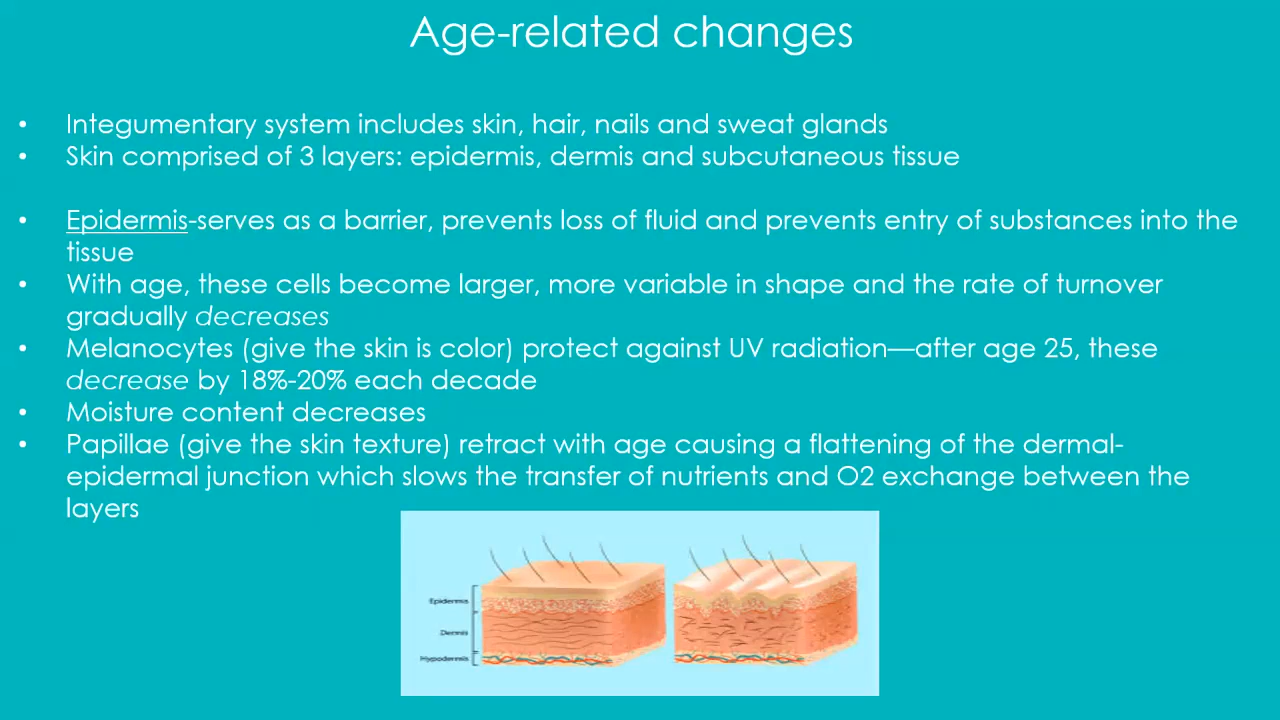 Age-related changes
• Integumentary system includes skin, hair, nails and sweat glands
• Skin comprised of 3 layers: epidermis, dermis and subcutaneous tissue
• Epidermis-serves as a barrier, prevents loss of fluid and prevents entry of substances into the
tissue
• With age, these cells become larger, more variable in shape and the rate of turnover
gradually decreases
• Melanocytes (give the skin is color) protect against UV radiation—after age 25, these
decrease by 18%-20% each decade
• Moisture content decreases
• Papillae (give the skin texture) retract with age causing a flattening of the dermal-
epidermal junction which slows the transfer of nutrients and O2 exchange between the
layers
Epidermis
Dermis
Hypodermis